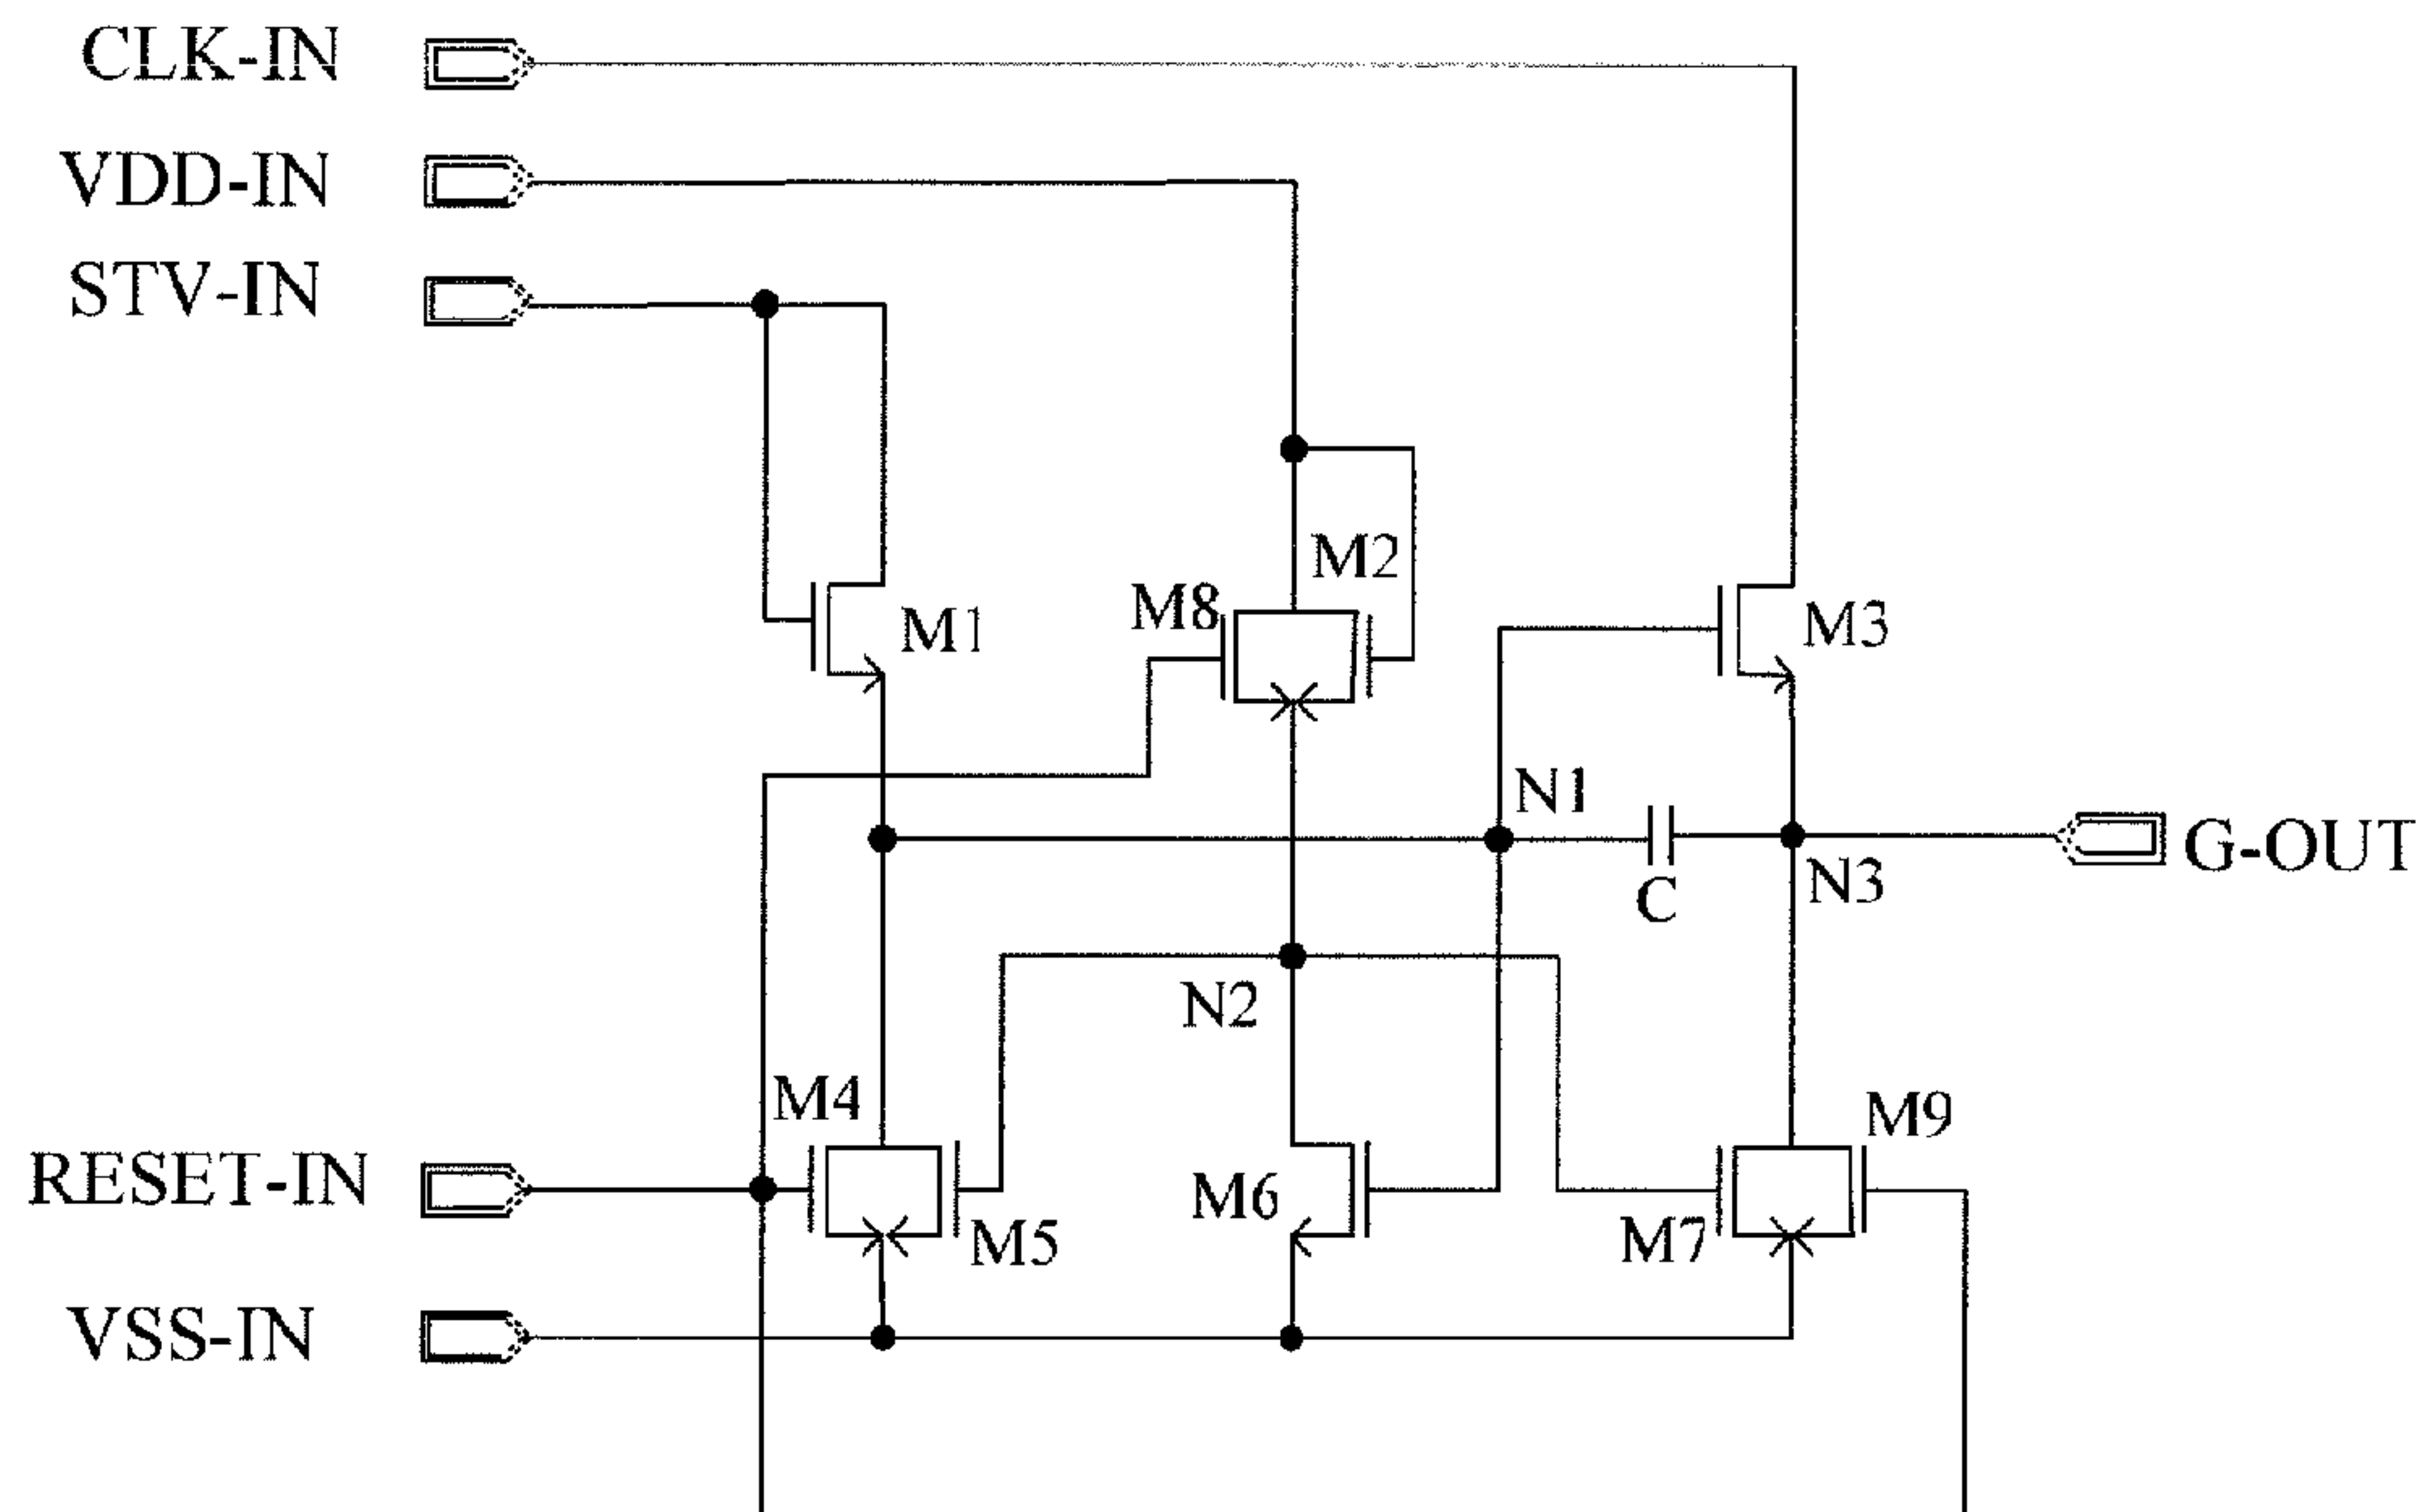 CLK-IN
VDD-IN
STV-IN
M2
M8
M1
M3
N1
G-OUT
C
N3
N2
M4
M9
RESET-IN
M6
M7
M5
VSS-IN